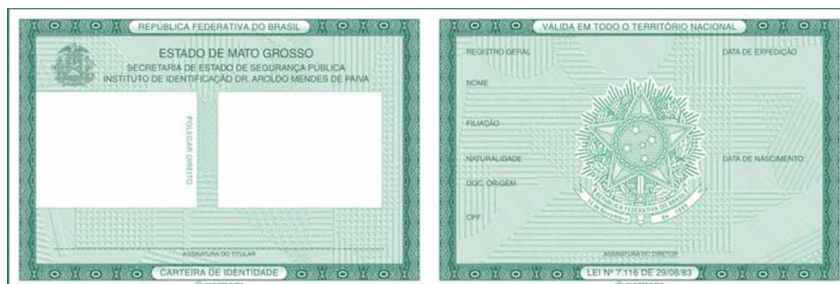 REPÚBLICA FEDERATIVA DO BRASIL
ESTADO DE MATO GROSSO
SECRETARIA DE ESTADO DE SEGURANÇA PÚBLICA
INSTITUTO DE IDENTIFICAÇÃO DR. AROLDO MENDES DE PAIVA
POLEGAR DIREITO
ASSINATURA DO TITULAR
CARTEIRA DE IDENTIDADE
VÁLIDA EM TODO O TERRITÓRIO NACIONAL
REGISTRO GERAL
DATA DE EXPEDIÇÃO
NOME
FILIAÇÃO
NATURALIDADE
DATA DE NASCIMENTO
DOC. ORIGEM
CPF
ASSINATURA DO DIRETOR
LEI Nº 7.116 DE 29/08/83